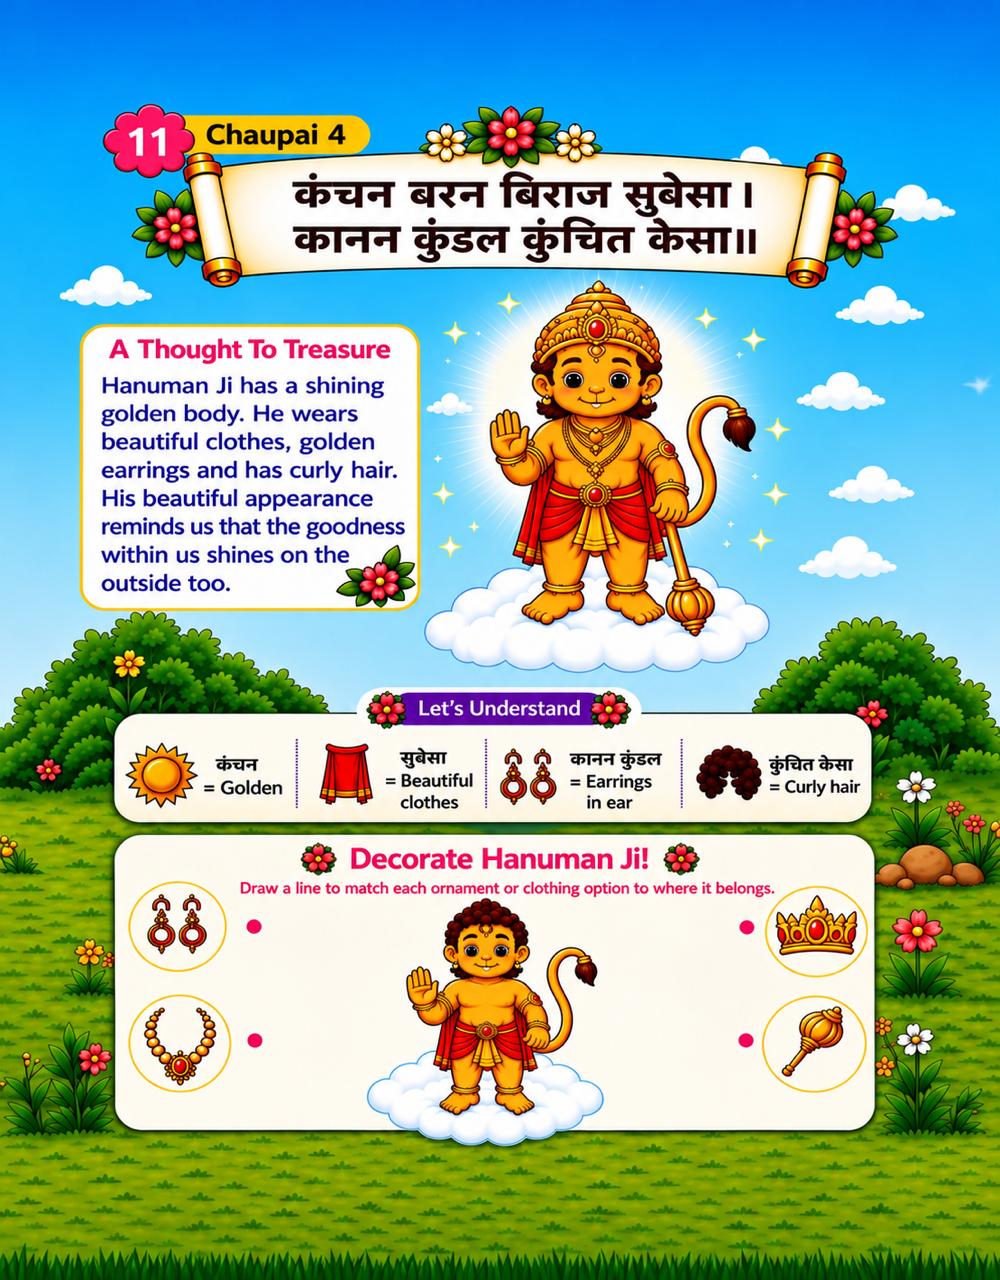 11
Chaupai 4
कंचन बरन बिराज सुबेसा।
कानन कुंडल कुंचित केसा॥
A Thought To Treasure
Hanuman Ji has a shining
golden body. He wears
beautiful clothes, golden
earrings and has curly hair.
His beautiful appearance
reminds us that the goodness
within us shines on the
outside too.
Let's Understand
कंचन
= Golden
सुबेसा
= Beautiful
clothes
कानन कुंडल
= Earrings
in ear
कुंचित केसा
= Curly hair
Decorate Hanuman Ji!
Draw a line to match each ornament or clothing option to where it belongs.